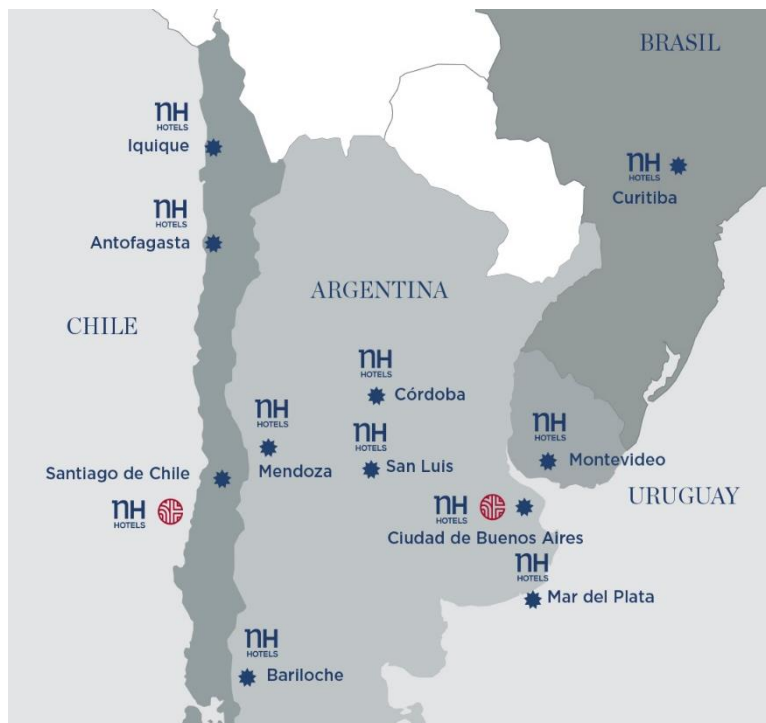 BRASIL
NH
HOTELS
Iquique
NH
HOTELS
Curitiba
NH
HOTELS
Antofagasta
ARGENTINA
CHILE
NH
HOTELS
Córdoba
NH
HOTELS
Mendoza
NH
HOTELS
San Luis
NH
HOTELS
Montevideo
Santiago de Chile
NH
HOTELS
URUGUAY
NH
HOTELS
Ciudad de Buenos Aires
NH
HOTELS
Mar del Plata
NH
HOTELS
Bariloche